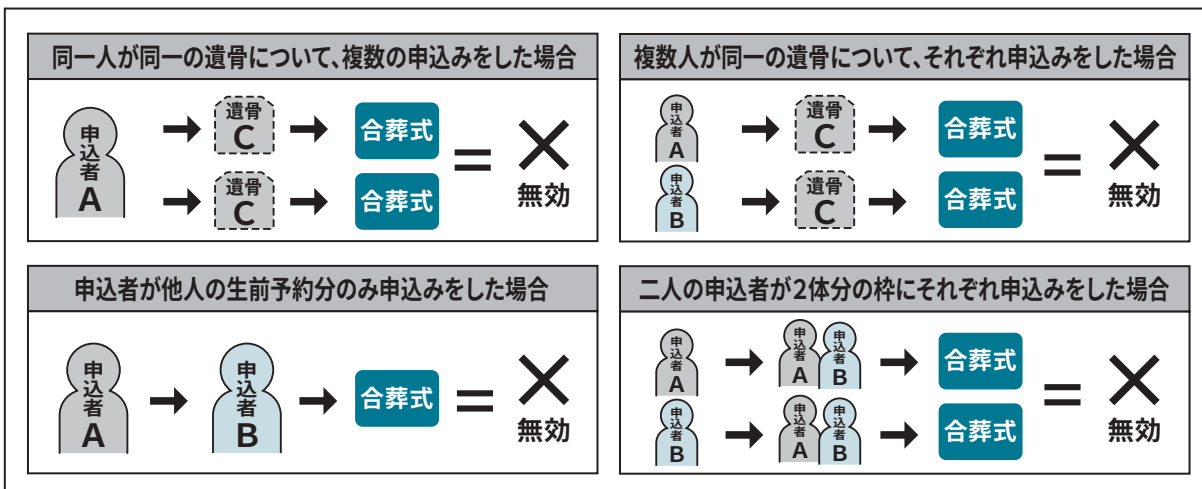 同一人が同一の遺骨について、複数の申込みをした場合
申込者A
遺骨C
合葬式
遺骨C
合葬式
=
無効
複数人が同一の遺骨について、それぞれ申込みをした場合
申込者A
遺骨C
合葬式
申込者B
遺骨C
合葬式
=
無効
申込者が他人の生前予約分のみ申込みをした場合
申込者A
申込者B
合葬式
=
無効
二人の申込者が2体分の枠にそれぞれ申込みをした場合
申込者A
申込者A
申込者B
合葬式
申込者B
申込者A
申込者B
合葬式
=
無効